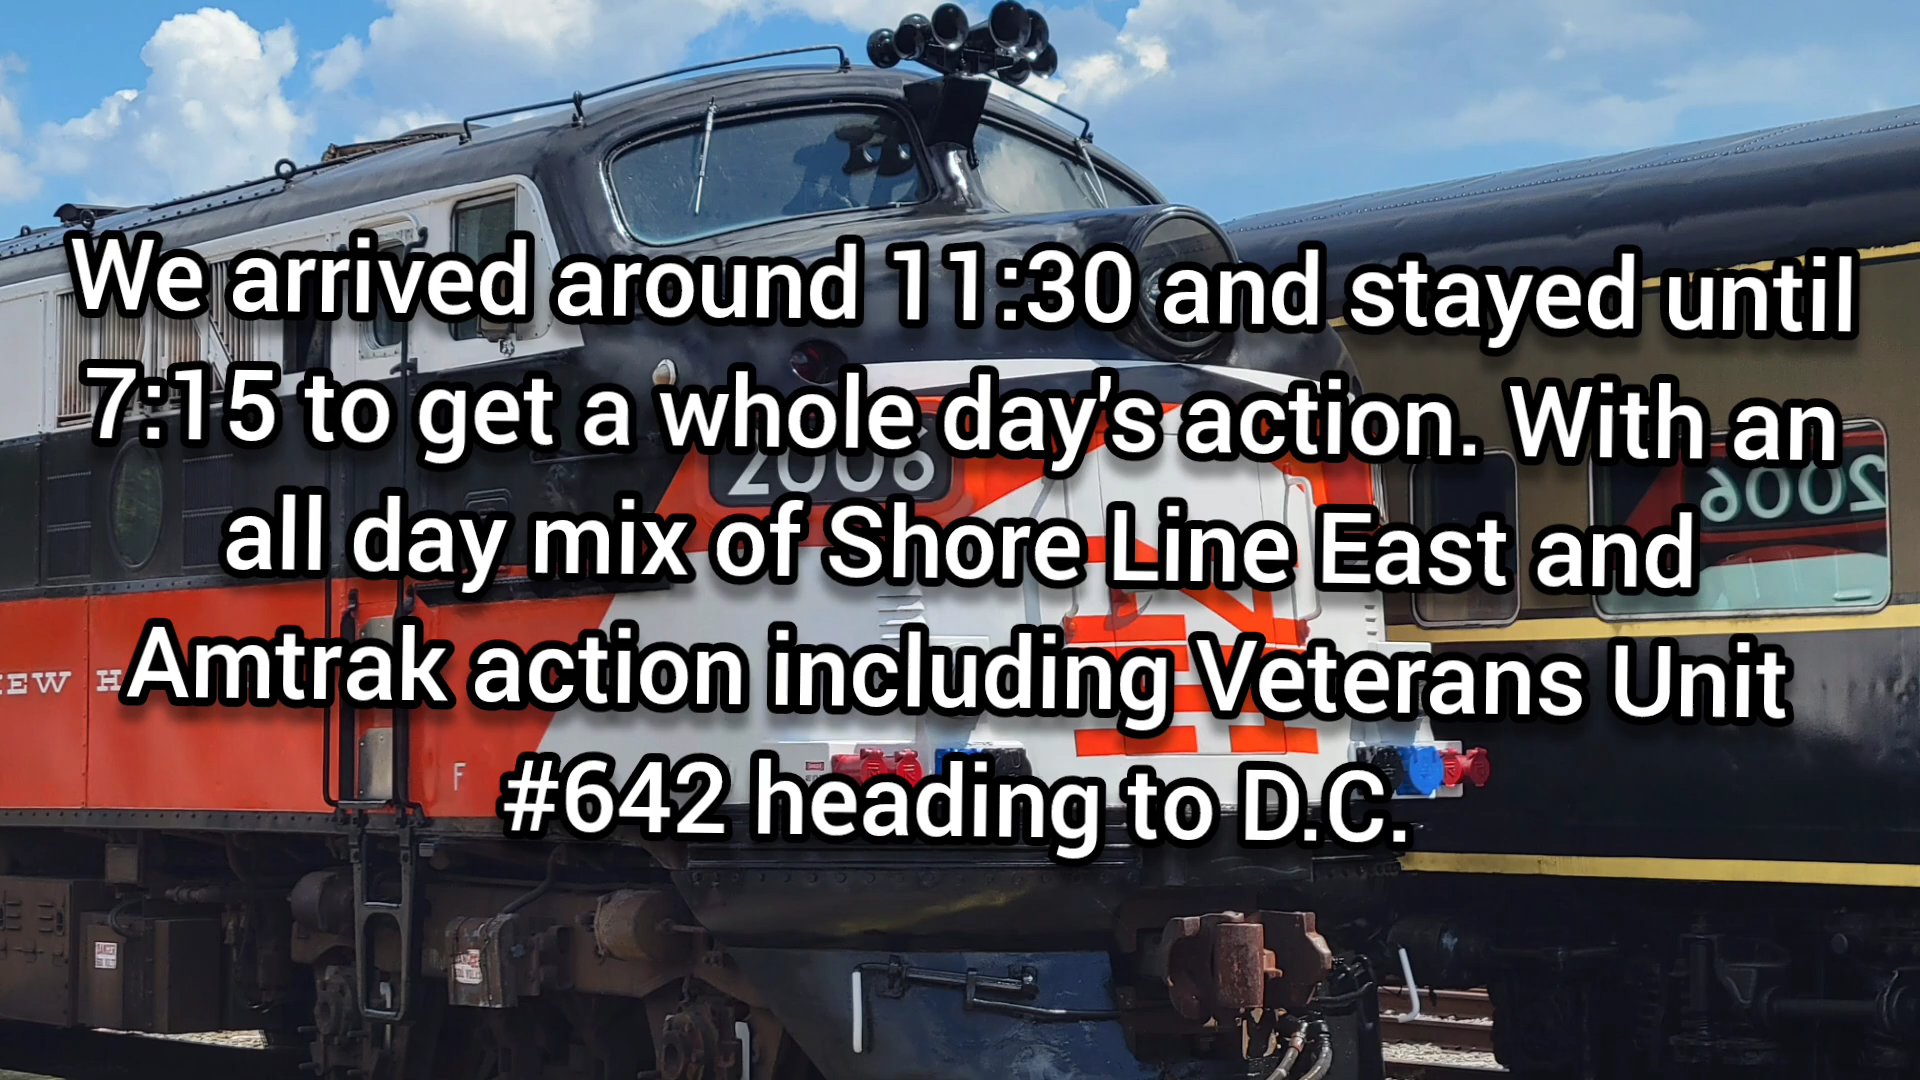 We arrived around 11:30 and stayed until
7:15 to get a whole day's action. With an
all day mix of Shore Line East and
Amtrak action including Veterans Unit
#642 heading to D.C.
2006
2006
EW H
F